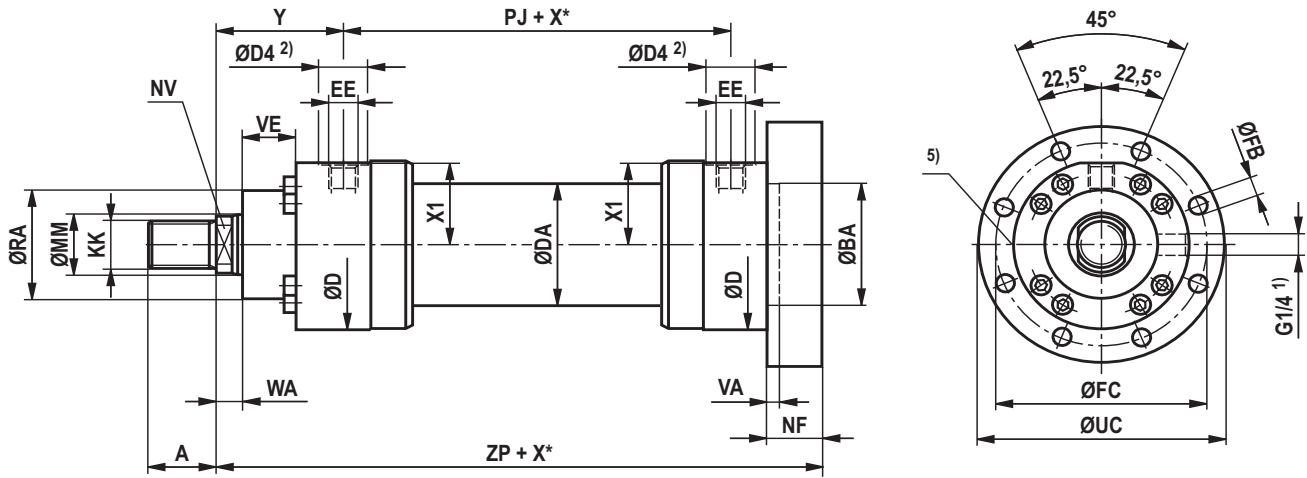 Y
PJ + X*
45°
ØD4 2)
ØD4 2)
22,5°
22,5°
NV
EE
EE
VE
5)
ØFB
ØRA
ØMM
KK
X1
X1
ØDA
ØBA
ØD
ØD
G1/4 1)
WA
VA
ØFC
NF
A
ZP + X*
ØUC